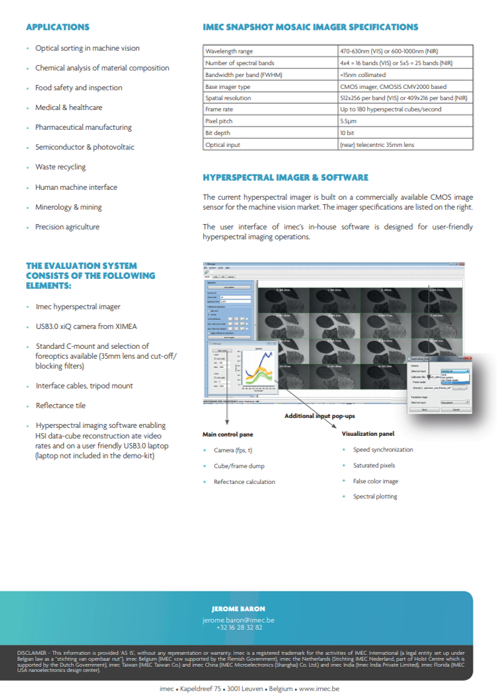 APPLICATIONS
• Optical sorting in machine vision
• Chemical analysis of material composition
• Food safety and inspection
• Medical & healthcare
• Pharmaceutical manufacturing
• Semiconductor & photovoltaic
• Waste recycling
• Human machine interface
• Minerology & mining
• Precision agriculture
THE EVALUATION SYSTEM
CONSISTS OF THE FOLLOWING
ELEMENTS:
• Imec hyperspectral imager
• USB3.0 xiQ camera from XIMEA
• Standard C-mount and selection of
foreoptics available (35mm lens and cut-off/
blocking filters)
• Interface cables, tripod mount
• Reflectance tile
• Hyperspectral imaging software enabling
HSI data-cube reconstruction ate video
rates and on a user friendly USB3.0 laptop
(laptop not included in the demo-kit)
IMEC SNAPSHOT MOSAIC IMAGER SPECIFICATIONS
Wavelength range 470-630nm (VIS) or 600-1000nm (NIR)
Number of spectral bands 4x4 = 16 bands (VIS) or 5x5 = 25 bands (NIR)
Bandwidth per band (FWHM) <15nm collimated
Base imager type CMOS imager, CMOSIS CMV2000 based
Spatial resolution 512x256 per band (VIS) or 409x216 per band (NIR)
Frame rate Up to 180 hyperspectral cubes/second
Pixel pitch 5.5µm
Bit depth 10 bit
Optical input (near) telecentric 35mm lens
HYPERSPECTRAL IMAGER & SOFTWARE
The current hyperspectral imager is built on a commercially available CMOS image
sensor for the machine vision market. The imager specifications are listed on the right.
The user interface of imec's in-house software is designed for user-friendly
hyperspectral imaging operations.
Additional input pop-ups
Main control pane
• Camera (fps, t)
• Cube/frame dump
• Refectance calculation
Visualization panel
• Speed synchronization
• Saturated pixels
• False color image
• Spectral plotting
JEROME BARON
jerome.baron@imec.be
+32 16 28 32 82
DISCLAIMER - This information is provided 'AS IS', without any representation or warranty. imec is a registered trademark for the activities of IMEC International (a legal entity set up under
Belgian law as a "stichting van openbaar nut"), imec Belgium (IMEC vzw supported by the Flemish Government), imec the Netherlands (Stichting IMEC Nederland, part of Holst Centre which is
supported by the Dutch Government), imec Taiwan (IMEC Taiwan Co.) and imec China (IMEC Microelectronics (Shanghai) Co. Ltd.) and imec India (Imec India Private Limited), imec Florida (IMEC
USA nanoelectronics design center).
imec • Kapeldreef 75 • 3001 Leuven • Belgium • www.imec.be